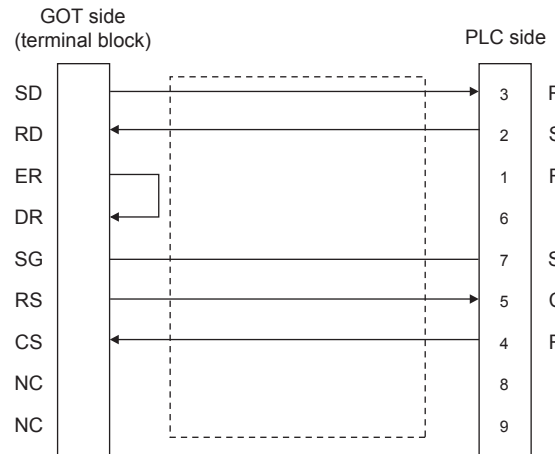 GOT side
(terminal block)
PLC side
SD 3
RD 2
ER 1
DR 6
SG 7
RS 5
CS 4
NC 8
NC 9